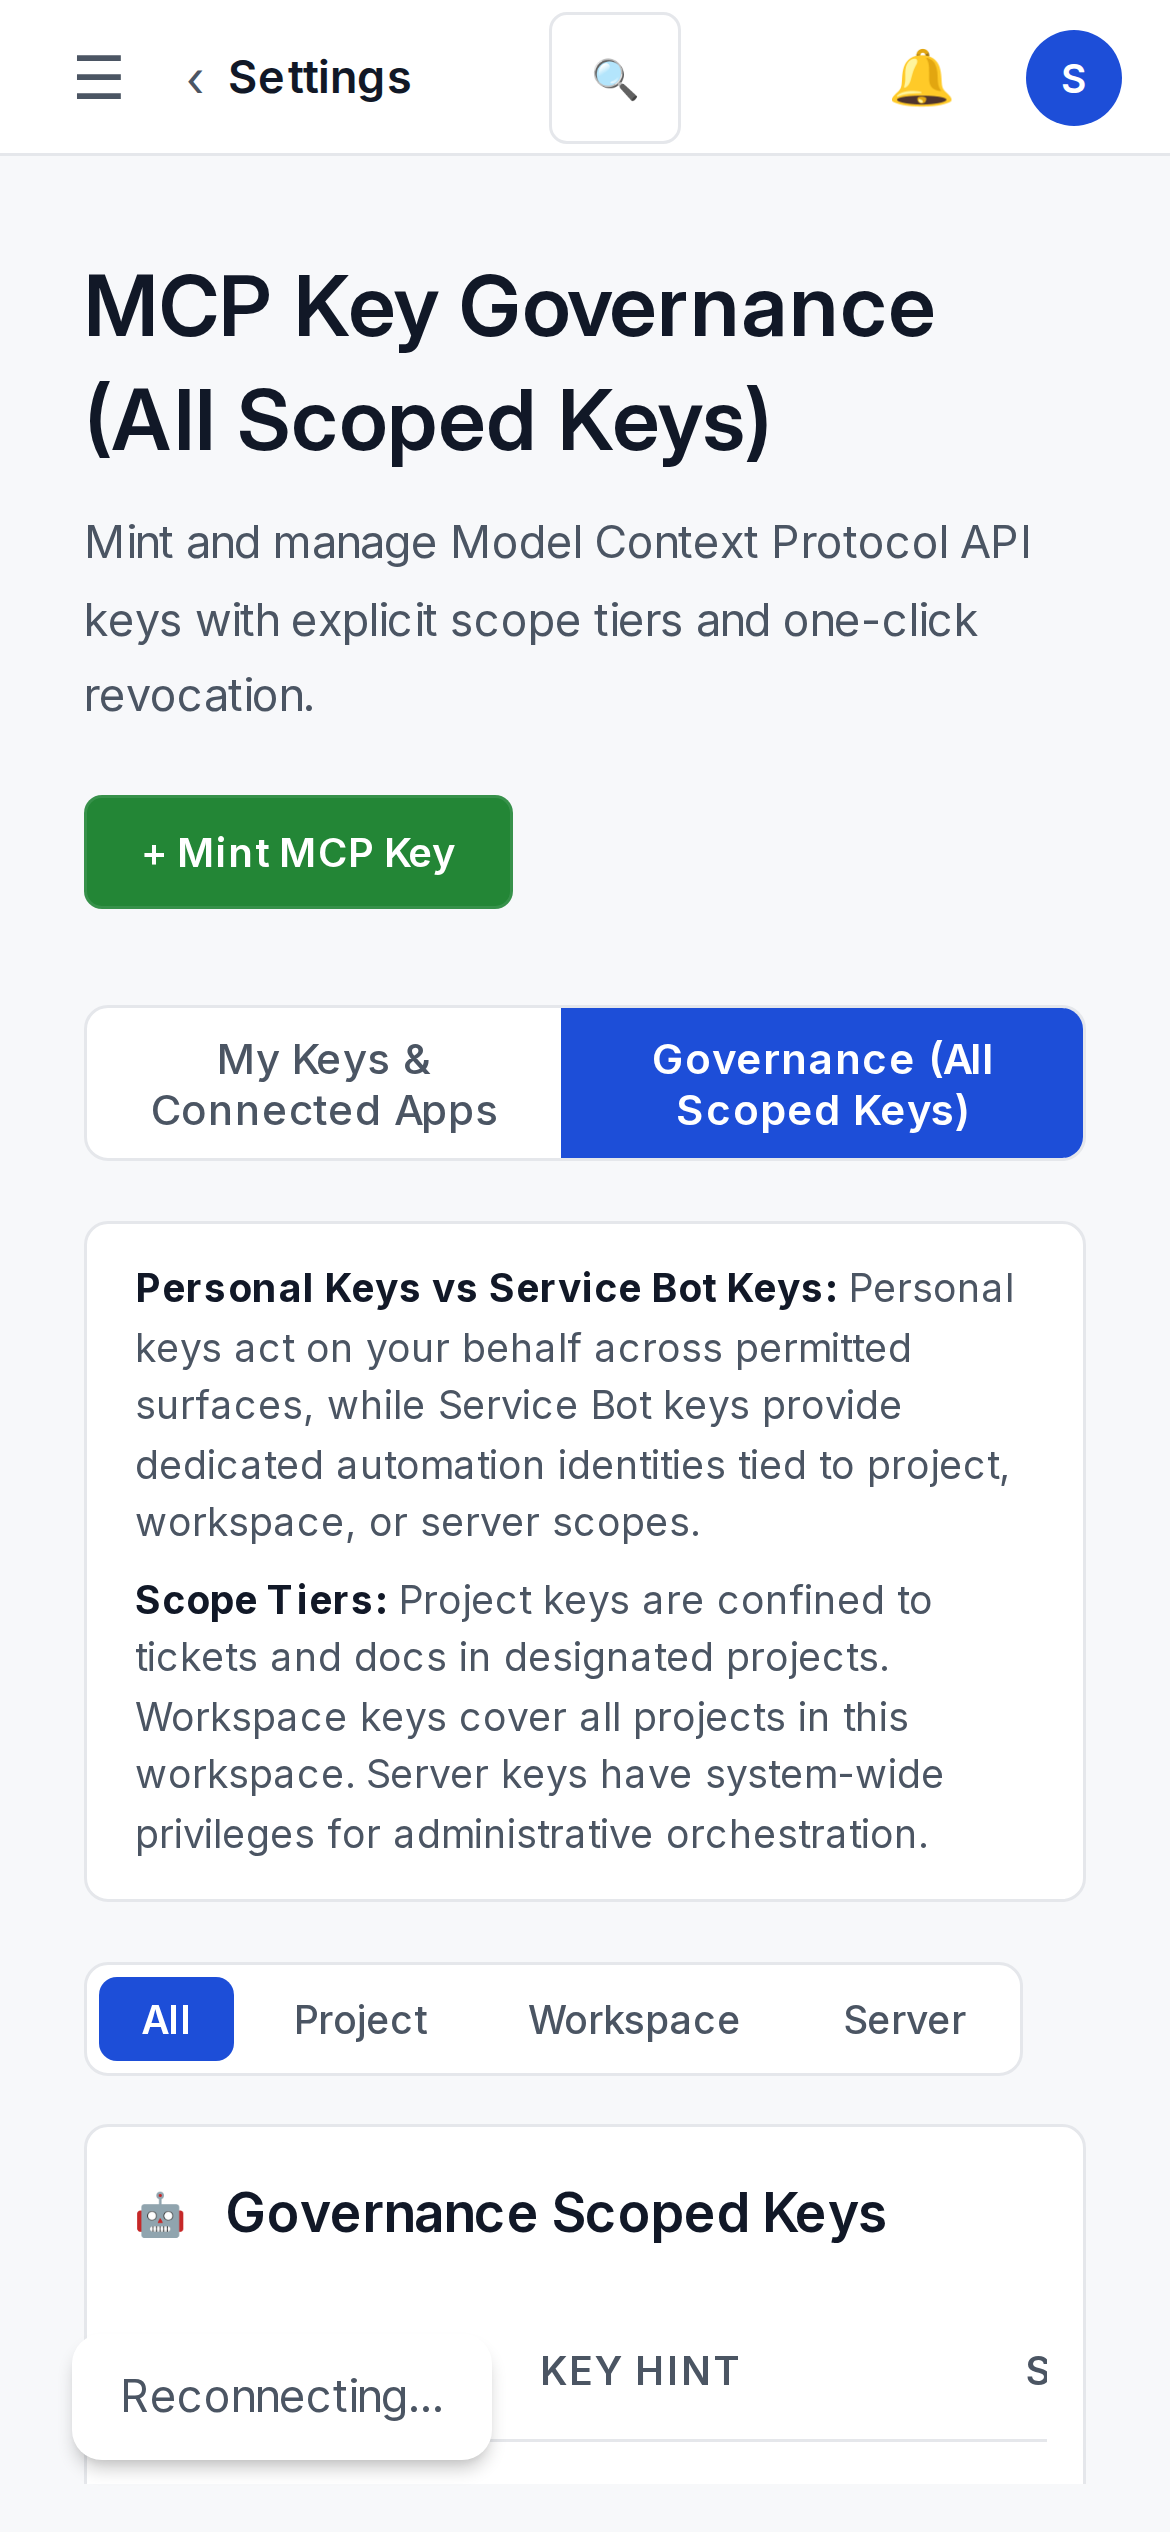 ☰ ‹ Settings 🔍 🔔 S
MCP Key Governance
(All Scoped Keys)
Mint and manage Model Context Protocol API
keys with explicit scope tiers and one-click
revocation.
+ Mint MCP Key
My Keys &
Connected Apps
Governance (All
Scoped Keys)
Personal Keys vs Service Bot Keys: Personal
keys act on your behalf across permitted
surfaces, while Service Bot keys provide
dedicated automation identities tied to project,
workspace, or server scopes.
Scope Tiers: Project keys are confined to
tickets and docs in designated projects.
Workspace keys cover all projects in this
workspace. Server keys have system-wide
privileges for administrative orchestration.
All Project Workspace Server
🤖 Governance Scoped Keys
KEY HINT S
Reconnecting...